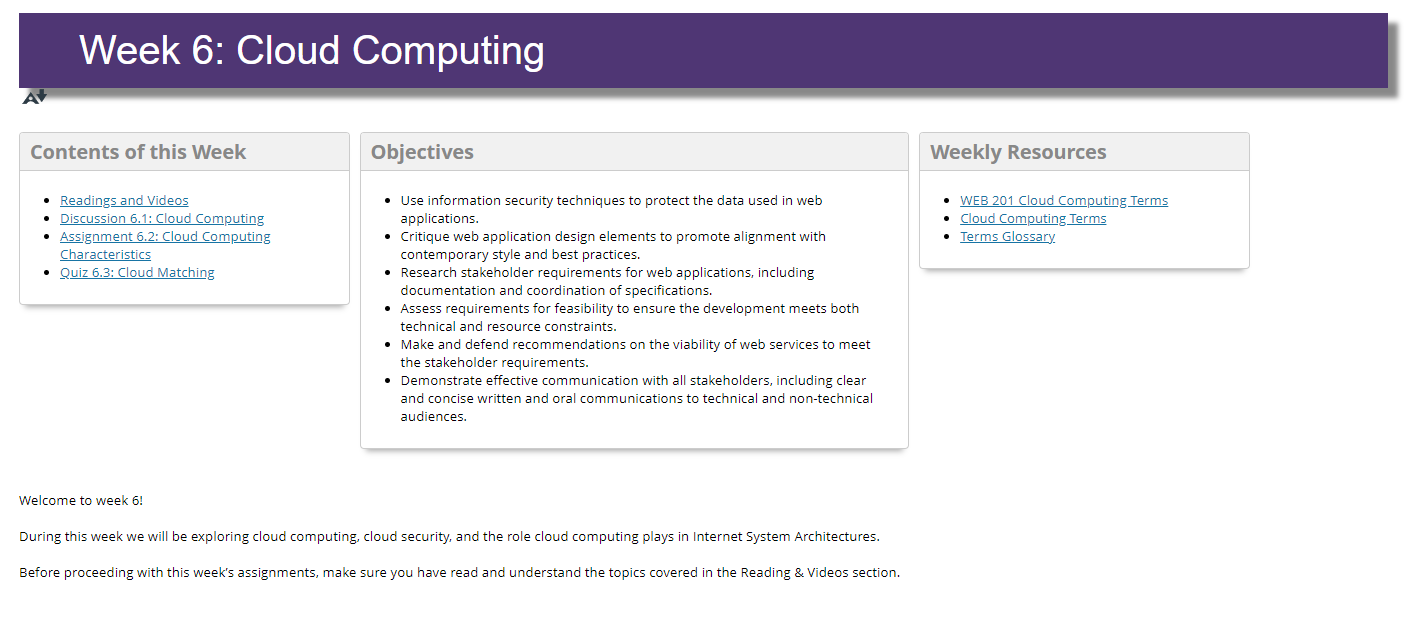 Week 6: Cloud Computing
Contents of this Week
Readings and Videos
Discussion 6.1: Cloud Computing
Assignment 6.2: Cloud Computing
Characteristics
Quiz 6.3: Cloud Matching
Objectives
Use information security techniques to protect the data used in web
applications.
Critique web application design elements to promote alignment with
contemporary style and best practices.
Research stakeholder requirements for web applications, including
documentation and coordination of specifications.
Assess requirements for feasibility to ensure the development meets both
technical and resource constraints.
Make and defend recommendations on the viability of web services to meet
the stakeholder requirements.
Demonstrate effective communication with all stakeholders, including clear
and concise written and oral communications to technical and non-technical
audiences.
Weekly Resources
WEB 201 Cloud Computing Terms
Cloud Computing Terms
Terms Glossary
Welcome to week 6!
During this week we will be exploring cloud computing, cloud security, and the role cloud computing plays in Internet System Architectures.
Before proceeding with this week’s assignments, make sure you have read and understand the topics covered in the Reading & Videos section.